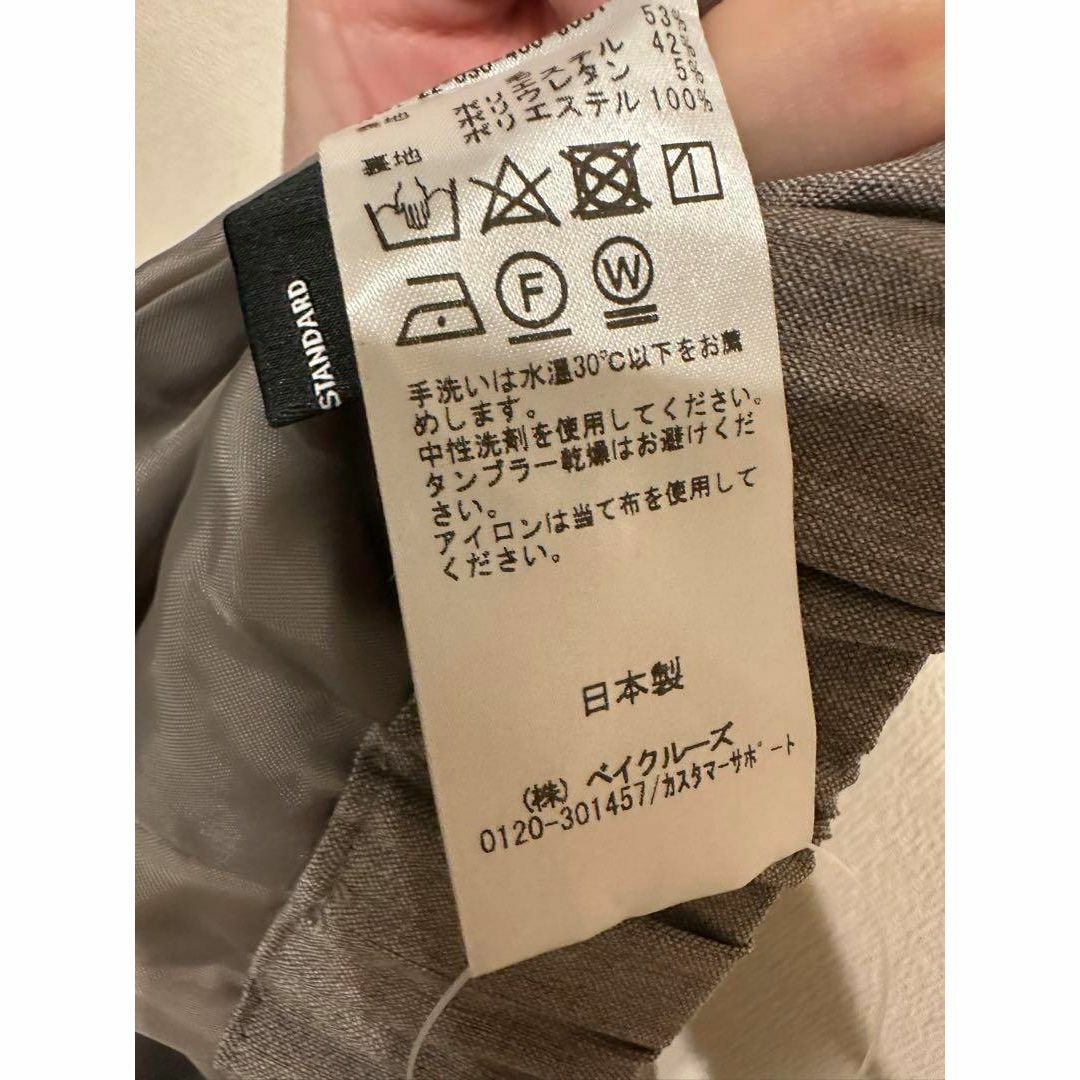 53%
ポリエステル 42%
ポリウレタン 5%
裏地 ポリエステル 100%
F
W
STANDARD
手洗いは水温30℃以下をお薦
めします。
中性洗剤を使用してください。
タンブラー乾燥はお避けくだ
さい。
アイロンは当て布を使用して
ください。
日本製
(株) ベイクルーズ
0120-301457/カスタマーサポート